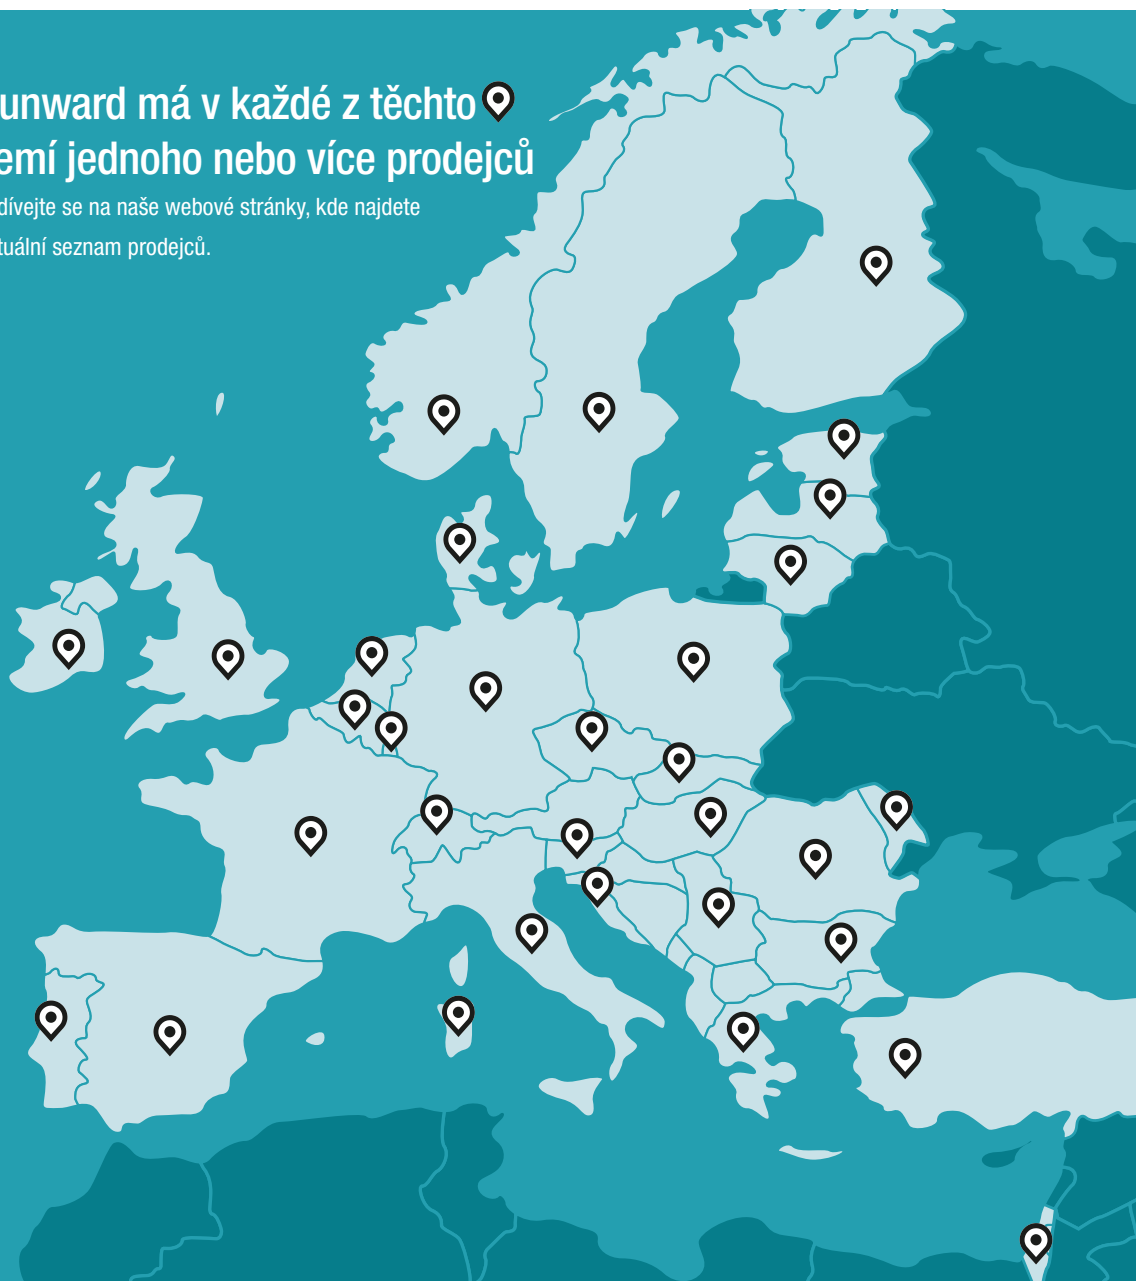 unward má v každé z těchto
emí jednoho nebo více prodejců
dívejte se na naše webové stránky, kde najdete
tuální seznam prodejců.